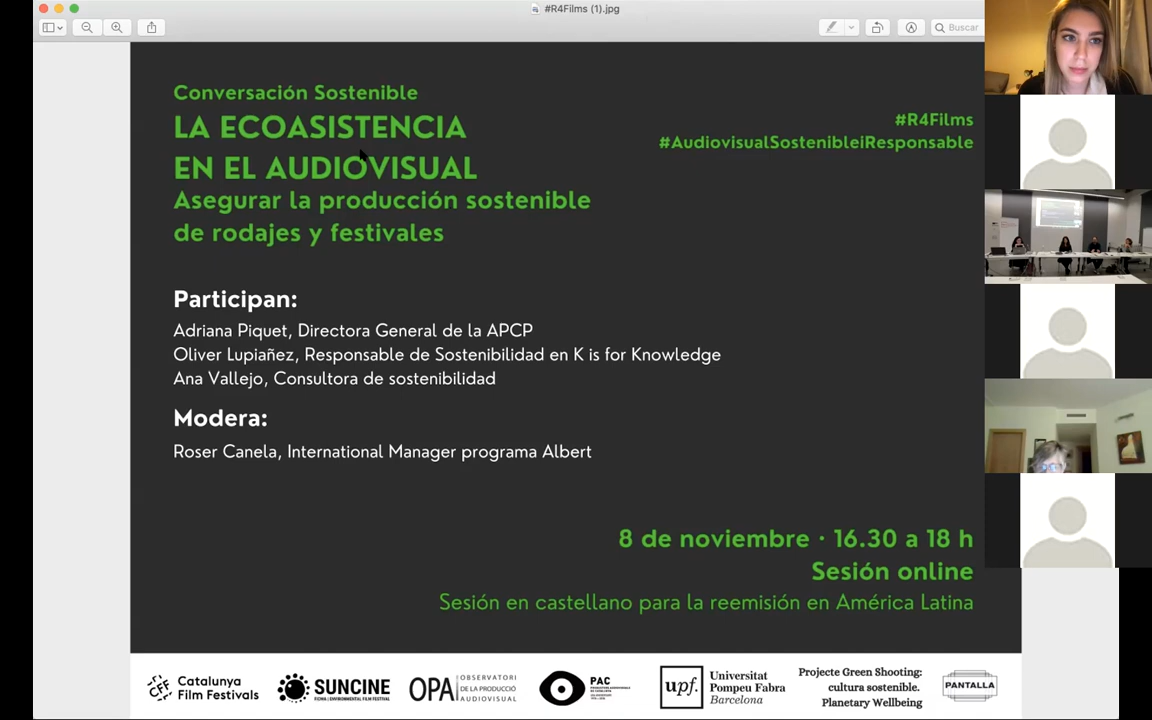 #R4Films (1).jpg
Buscar
Conversación Sostenible
LA ECOASISTENCIA
EN EL AUDIOVISUAL
Asegurar la producción sostenible
de rodajes y festivales
#R4Films
#AudiovisualSostenibleiResponsable
Participan:
Adriana Piquet, Directora General de la APCP
Oliver Lupiañez, Responsable de Sostenibilidad en K is for Knowledge
Ana Vallejo, Consultora de sostenibilidad
Modera:
Roser Canela, International Manager programa Albert
8 de noviembre · 16.30 a 18 h
Sesión online
Sesión en castellano para la reemisión en América Latina
CFF
Catalunya
Film Festivals
SUNCINE
OPA
OBSERVATORI
DE LA PRODUCCIÓ
AUDIOVISUAL
PAC
upf.
Universitat
Pompeu Fabra
Barcelona
Projecte Green Shooting:
cultura sostenible.
Planetary Wellbeing
PANTALLA